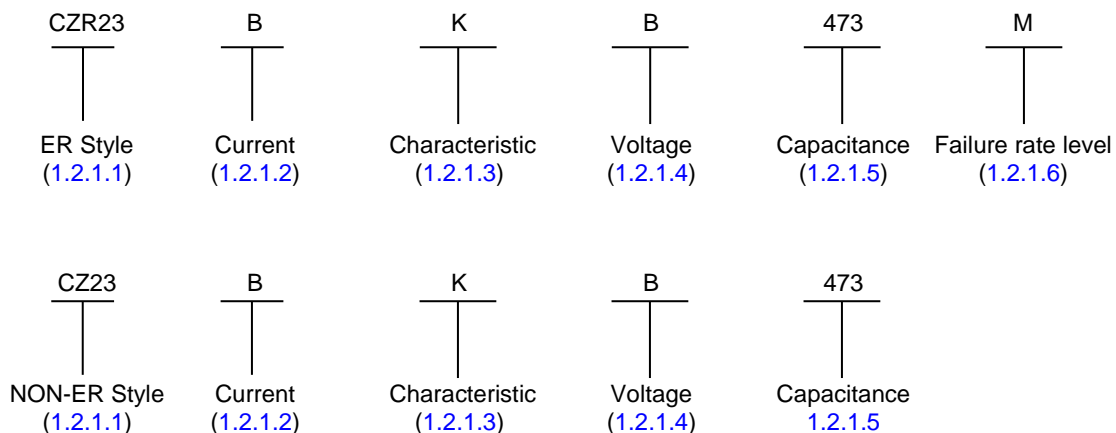 CZR23 B K B 473 M
ER Style Current Characteristic Voltage Capacitance Failure rate level
(1.2.1.1) (1.2.1.2) (1.2.1.3) (1.2.1.4) (1.2.1.5) (1.2.1.6)
CZ23 B K B 473
NON-ER Style Current Characteristic Voltage Capacitance
(1.2.1.1) (1.2.1.2) (1.2.1.3) (1.2.1.4) 1.2.1.5